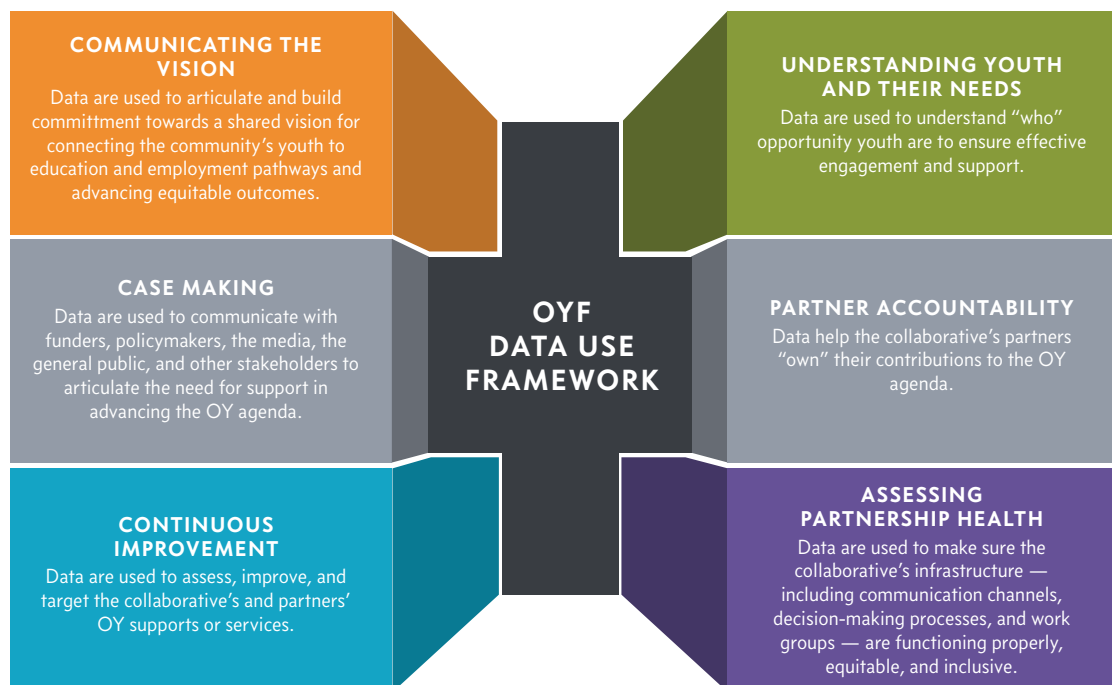 COMMUNICATING THE
VISION
Data are used to articulate and build
committment towards a shared vision for
connecting the community's youth to
education and employment pathways and
advancing equitable outcomes.
UNDERSTANDING YOUTH
AND THEIR NEEDS
Data are used to understand “who”
opportunity youth are to ensure effective
engagement and support.
CASE MAKING
Data are used to communicate with
funders, policymakers, the media, the
general public, and other stakeholders to
articulate the need for support in
advancing the OY agenda.
OYF
DATA USE
FRAMEWORK
PARTNER ACCOUNTABILITY
Data help the collaborative's partners
“own” their contributions to the OY
agenda.
CONTINUOUS
IMPROVEMENT
Data are used to assess, improve, and
target the collaborative's and partners'
OY supports or services.
ASSESSING
PARTNERSHIP HEALTH
Data are used to make sure the
collaborative's infrastructure —
including communication channels,
decision-making processes, and work
groups — are functioning properly,
equitable, and inclusive.